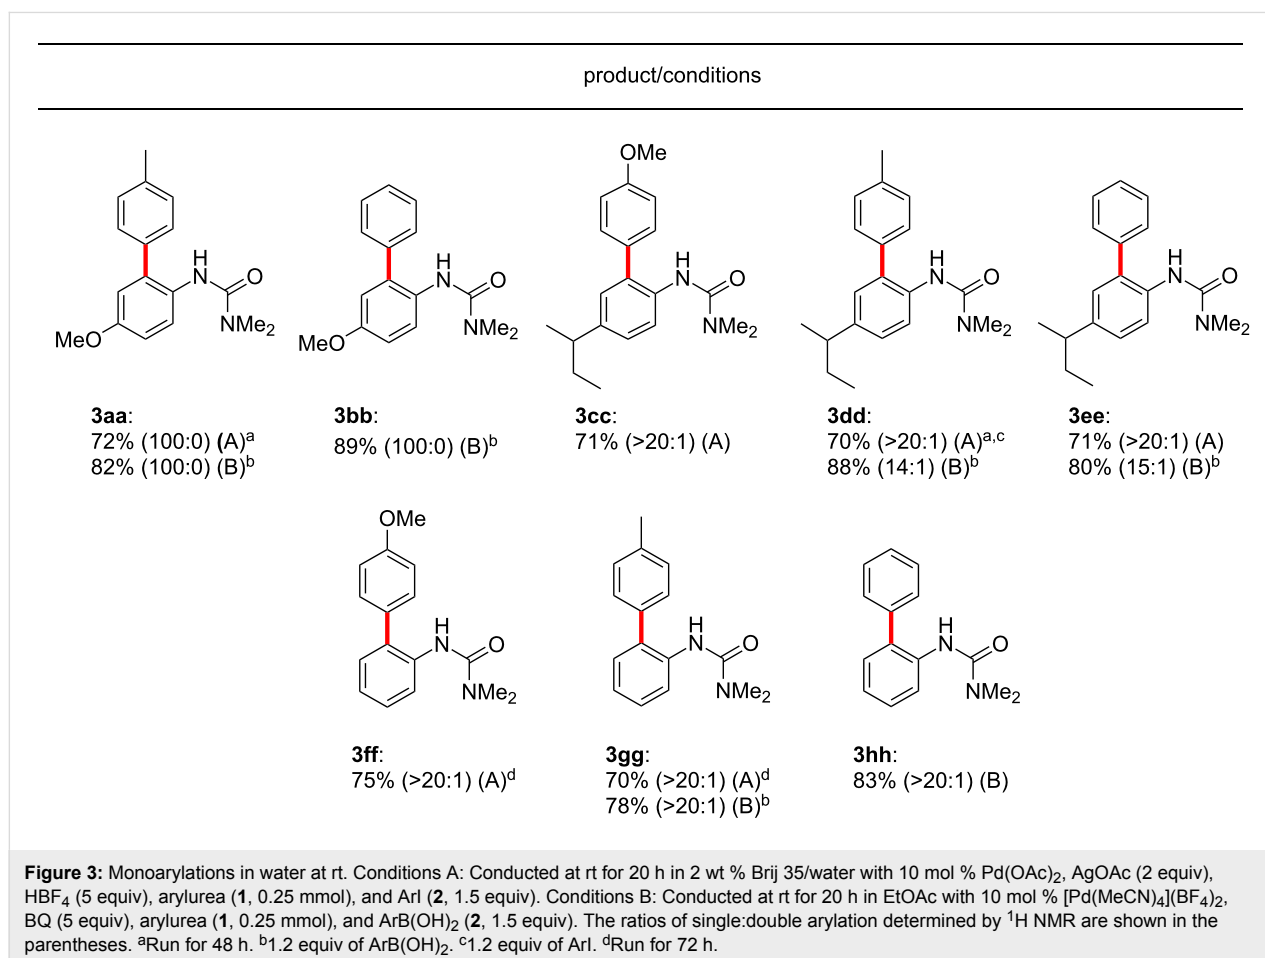 product/conditions
OMe
H
N
O
NMe2
MeO
H
N
O
NMe2
MeO
H
N
O
NMe2
H
N
O
NMe2
H
N
O
NMe2
3aa:
72% (100:0) (A)a
82% (100:0) (B)b
3bb:
89% (100:0) (B)b
3cc:
71% (>20:1) (A)
3dd:
70% (>20:1) (A)a,c
88% (14:1) (B)b
3ee:
71% (>20:1) (A)
80% (15:1) (B)b
OMe
H
N
O
NMe2
H
N
O
NMe2
H
N
O
NMe2
3ff:
75% (>20:1) (A)d
3gg:
70% (>20:1) (A)d
78% (>20:1) (B)b
3hh:
83% (>20:1) (B)
Figure 3: Monoarylations in water at rt. Conditions A: Conducted at rt for 20 h in 2 wt % Brij 35/water with 10 mol % Pd(OAc)2, AgOAc (2 equiv),
HBF4 (5 equiv), arylurea (1, 0.25 mmol), and ArI (2, 1.5 equiv). Conditions B: Conducted at rt for 20 h in EtOAc with 10 mol % [Pd(MeCN)4](BF4)2,
BQ (5 equiv), arylurea (1, 0.25 mmol), and ArB(OH)2 (2, 1.5 equiv). The ratios of single:double arylation determined by 1H NMR are shown in the
parentheses. aRun for 48 h. b1.2 equiv of ArB(OH)2. c1.2 equiv of ArI. dRun for 72 h.